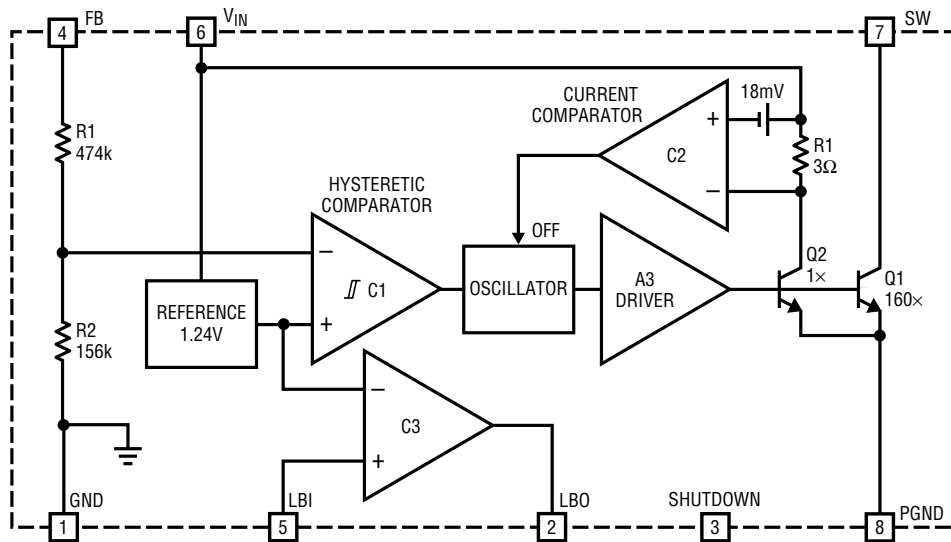 4
FB
6
VIN
SW
7
CURRENT
COMPARATOR
18mV
+
−
C2
R1
3Ω
R1
474k
HYSTERETIC
COMPARATOR
OFF
−
+
C1
OSCILLATOR
A3
DRIVER
Q2
1×
Q1
160×
REFERENCE
1.24V
R2
156k
−
+
C3
GND
1
LBI
5
LBO
2
SHUTDOWN
3
PGND
8